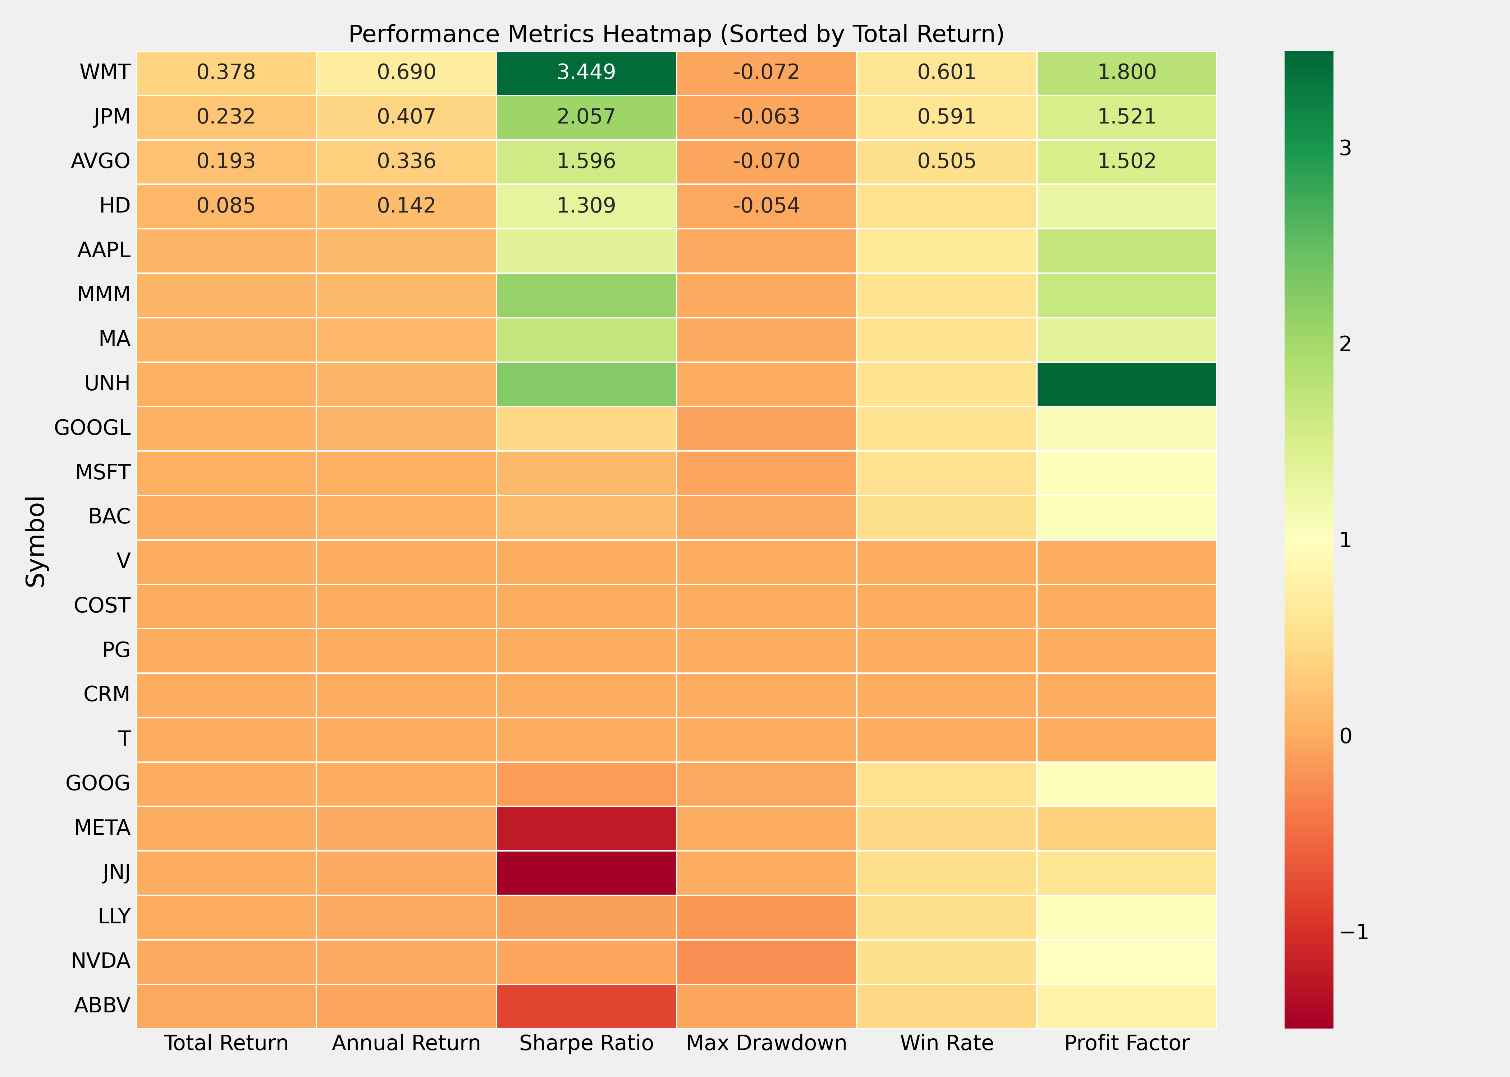 Performance Metrics Heatmap (Sorted by Total Return)
WMT 0.378 0.690 3.449 -0.072 0.601 1.800
JPM 0.232 0.407 2.057 -0.063 0.591 1.521
AVGO 0.193 0.336 1.596 -0.070 0.505 1.502
HD 0.085 0.142 1.309 -0.054
AAPL
MMM
MA
UNH
GOOGL
MSFT
BAC
V
COST
PG
CRM
T
GOOG
META
JNJ
LLY
NVDA
ABBV
Symbol
Total Return Annual Return Sharpe Ratio Max Drawdown Win Rate Profit Factor
3
2
1
0
−1